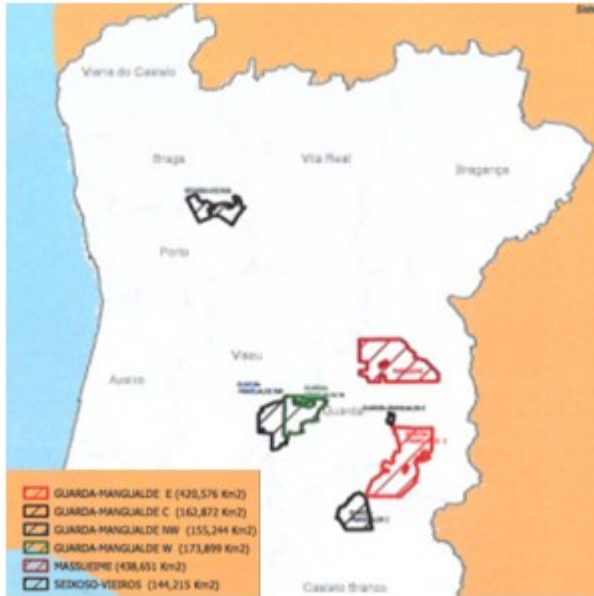 Viana do Castelo
Braga
Vila Real
Bragança
Porto
Viseu
Aveiro
Guarda
GUARDA-MANGUALDE E (420,576 Km2)
GUARDA-MANGUALDE C (162,872 Km2)
GUARDA-MANGUALDE NW (155,244 Km2)
GUARDA-MANGUALDE W (173,899 Km2)
MASSUEIME (438,651 Km2)
SEIXOSO-VIEIROS (144,215 Km2)
Castelo Branco